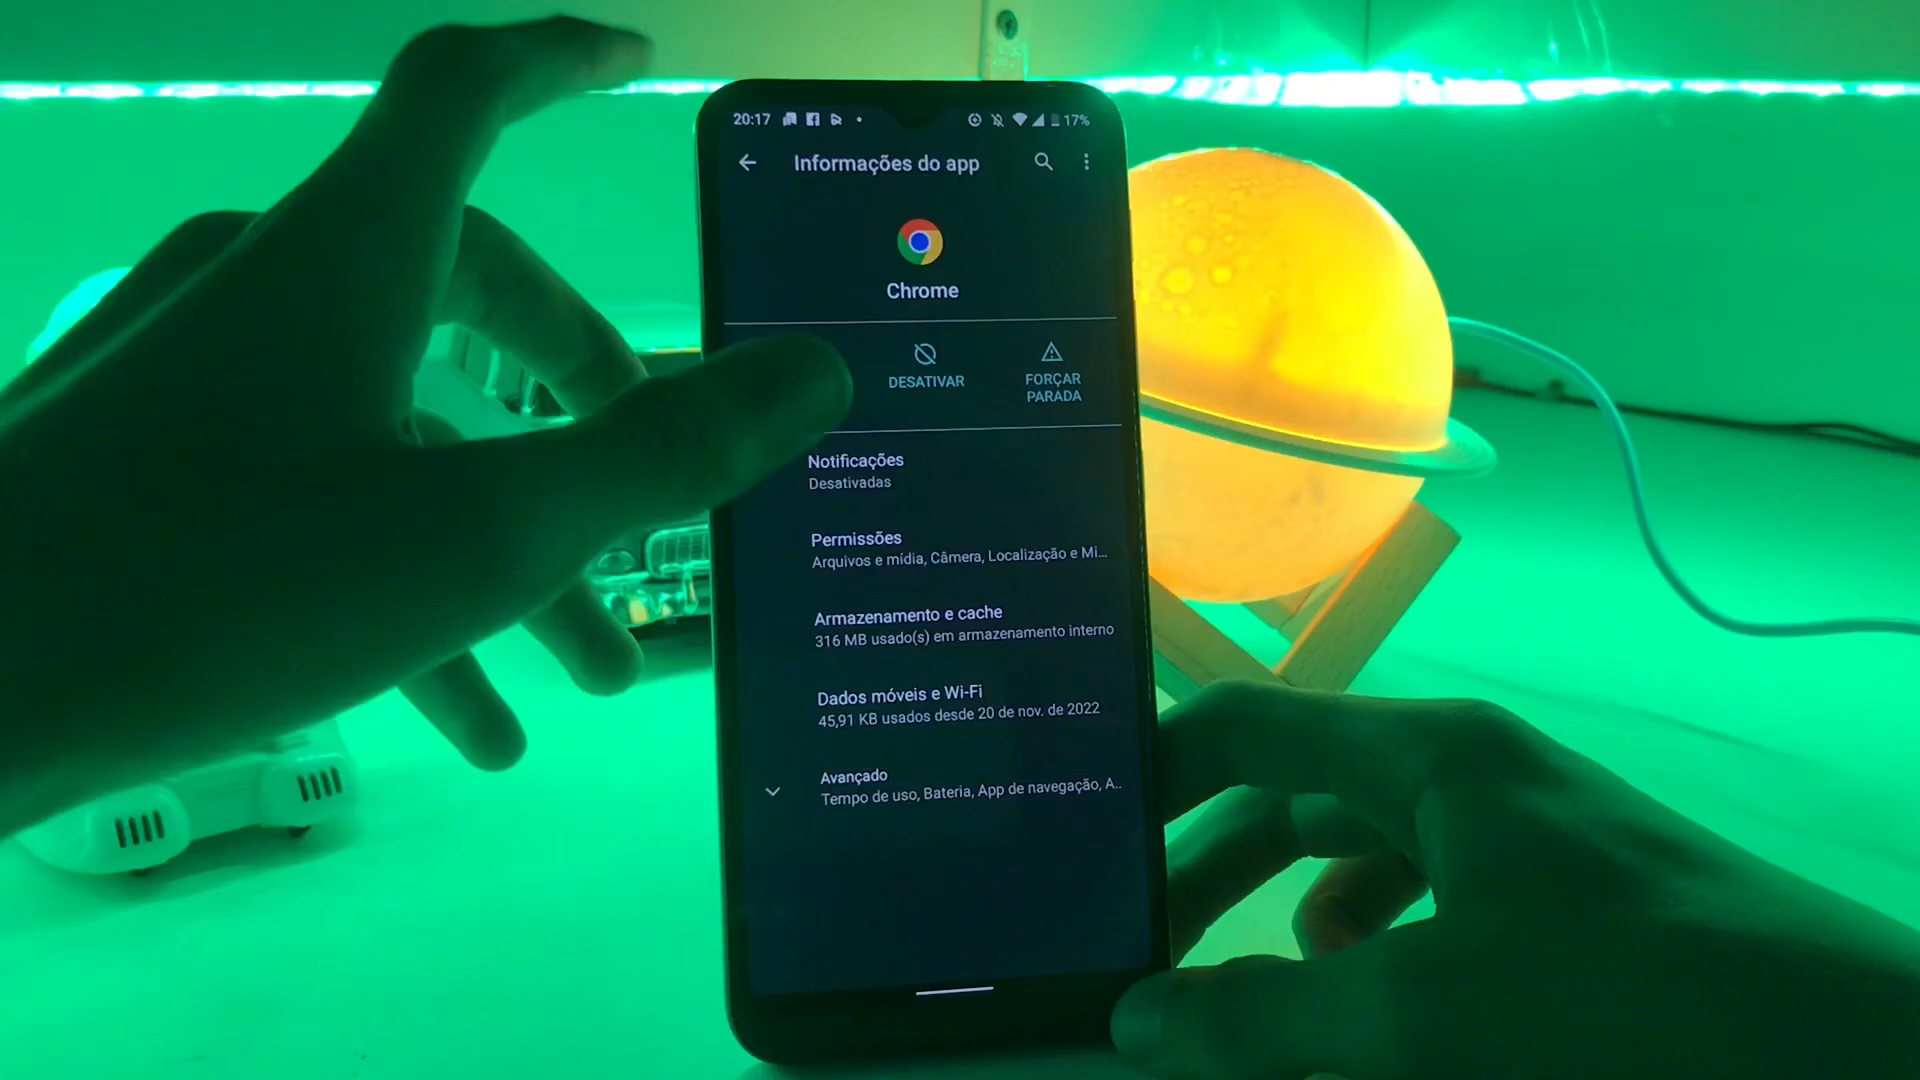 20:17
17%
Informações do app
Chrome
DESATIVAR
FORÇAR
PARADA
Notificações
Desativadas
Permissões
Arquivos e mídia, Câmera, Localização e Mi...
Armazenamento e cache
316 MB usado(s) em armazenamento interno
Dados móveis e Wi-Fi
45,91 KB usados desde 20 de nov. de 2022
Avançado
Tempo de uso, Bateria, App de navegação, A..